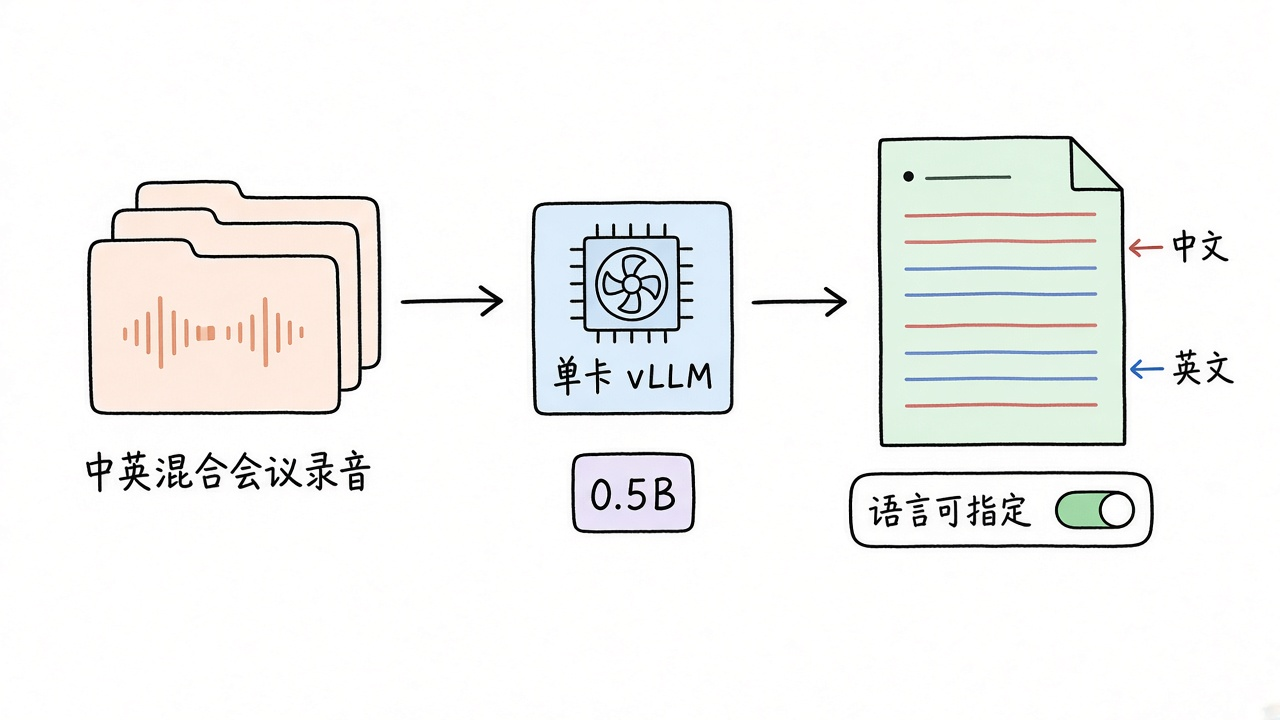 中英混合会议录音
单卡 vLLM
0.5B
中文
英文
语言可指定